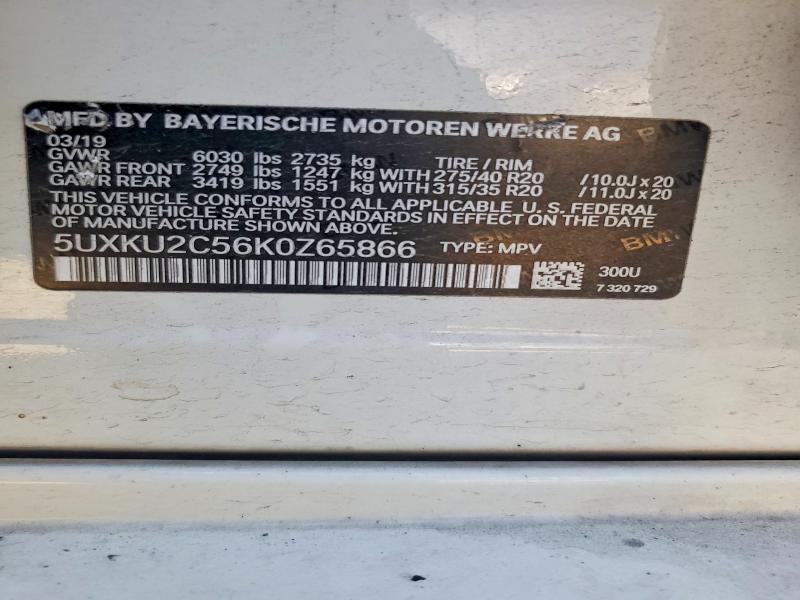 MFD BY BAYERISCHE MOTOREN WERKE AG
03/19
GVWR 6030 lbs 2735 kg TIRE / RIM
GAWR FRONT 2749 lbs 1247 kg WITH 275/40 R20 /10.0J x 20
GAWR REAR 3419 lbs 1551 kg WITH 315/35 R20 /11.0J x 20
THIS VEHICLE CONFORMS TO ALL APPLICABLE U. S. FEDERAL
MOTOR VEHICLE SAFETY STANDARDS IN EFFECT ON THE DATE
OF MANUFACTURE SHOWN ABOVE.
5UXKU2C56K0Z65866 TYPE: MPV
300U
7 320 729